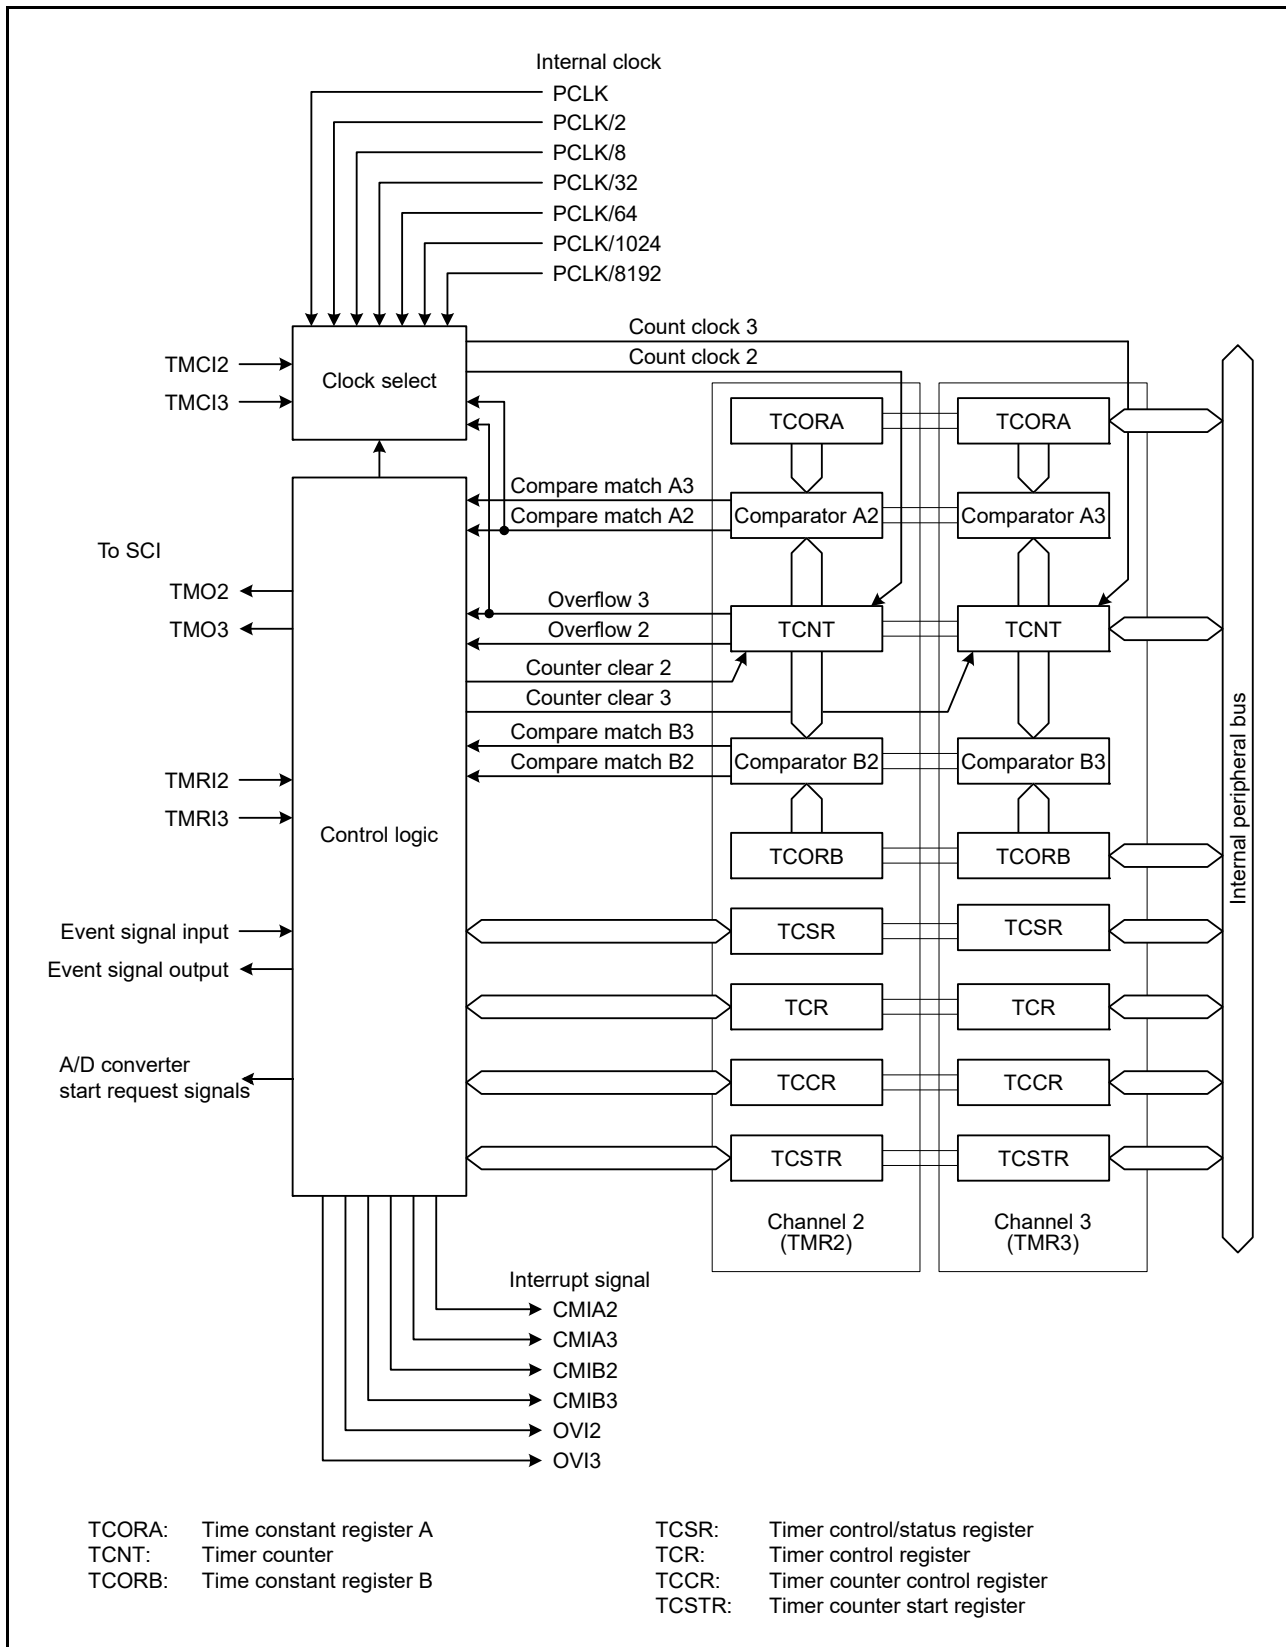 Internal clock
PCLK
PCLK/2
PCLK/8
PCLK/32
PCLK/64
PCLK/1024
PCLK/8192
Count clock 3
Count clock 2
TMCI2
TMCI3
Clock select
TCORA
TCORA
Compare match A3
Compare match A2
Comparator A2
Comparator A3
To SCI
TMO2
TMO3
Overflow 3
Overflow 2
TCNT
TCNT
Counter clear 2
Counter clear 3
Compare match B3
Compare match B2
Comparator B2
Comparator B3
TMRI2
TMRI3
Control logic
TCORB
TCORB
Internal peripheral bus
Event signal input
Event signal output
TCSR
TCSR
TCR
TCR
A/D converter
start request signals
TCCR
TCCR
TCSTR
TCSTR
Channel 2
(TMR2)
Channel 3
(TMR3)
Interrupt signal
CMIA2
CMIA3
CMIB2
CMIB3
OVI2
OVI3
TCORA: Time constant register A
TCNT: Timer counter
TCORB: Time constant register B
TCSR: Timer control/status register
TCR: Timer control register
TCCR: Timer counter control register
TCSTR: Timer counter start register